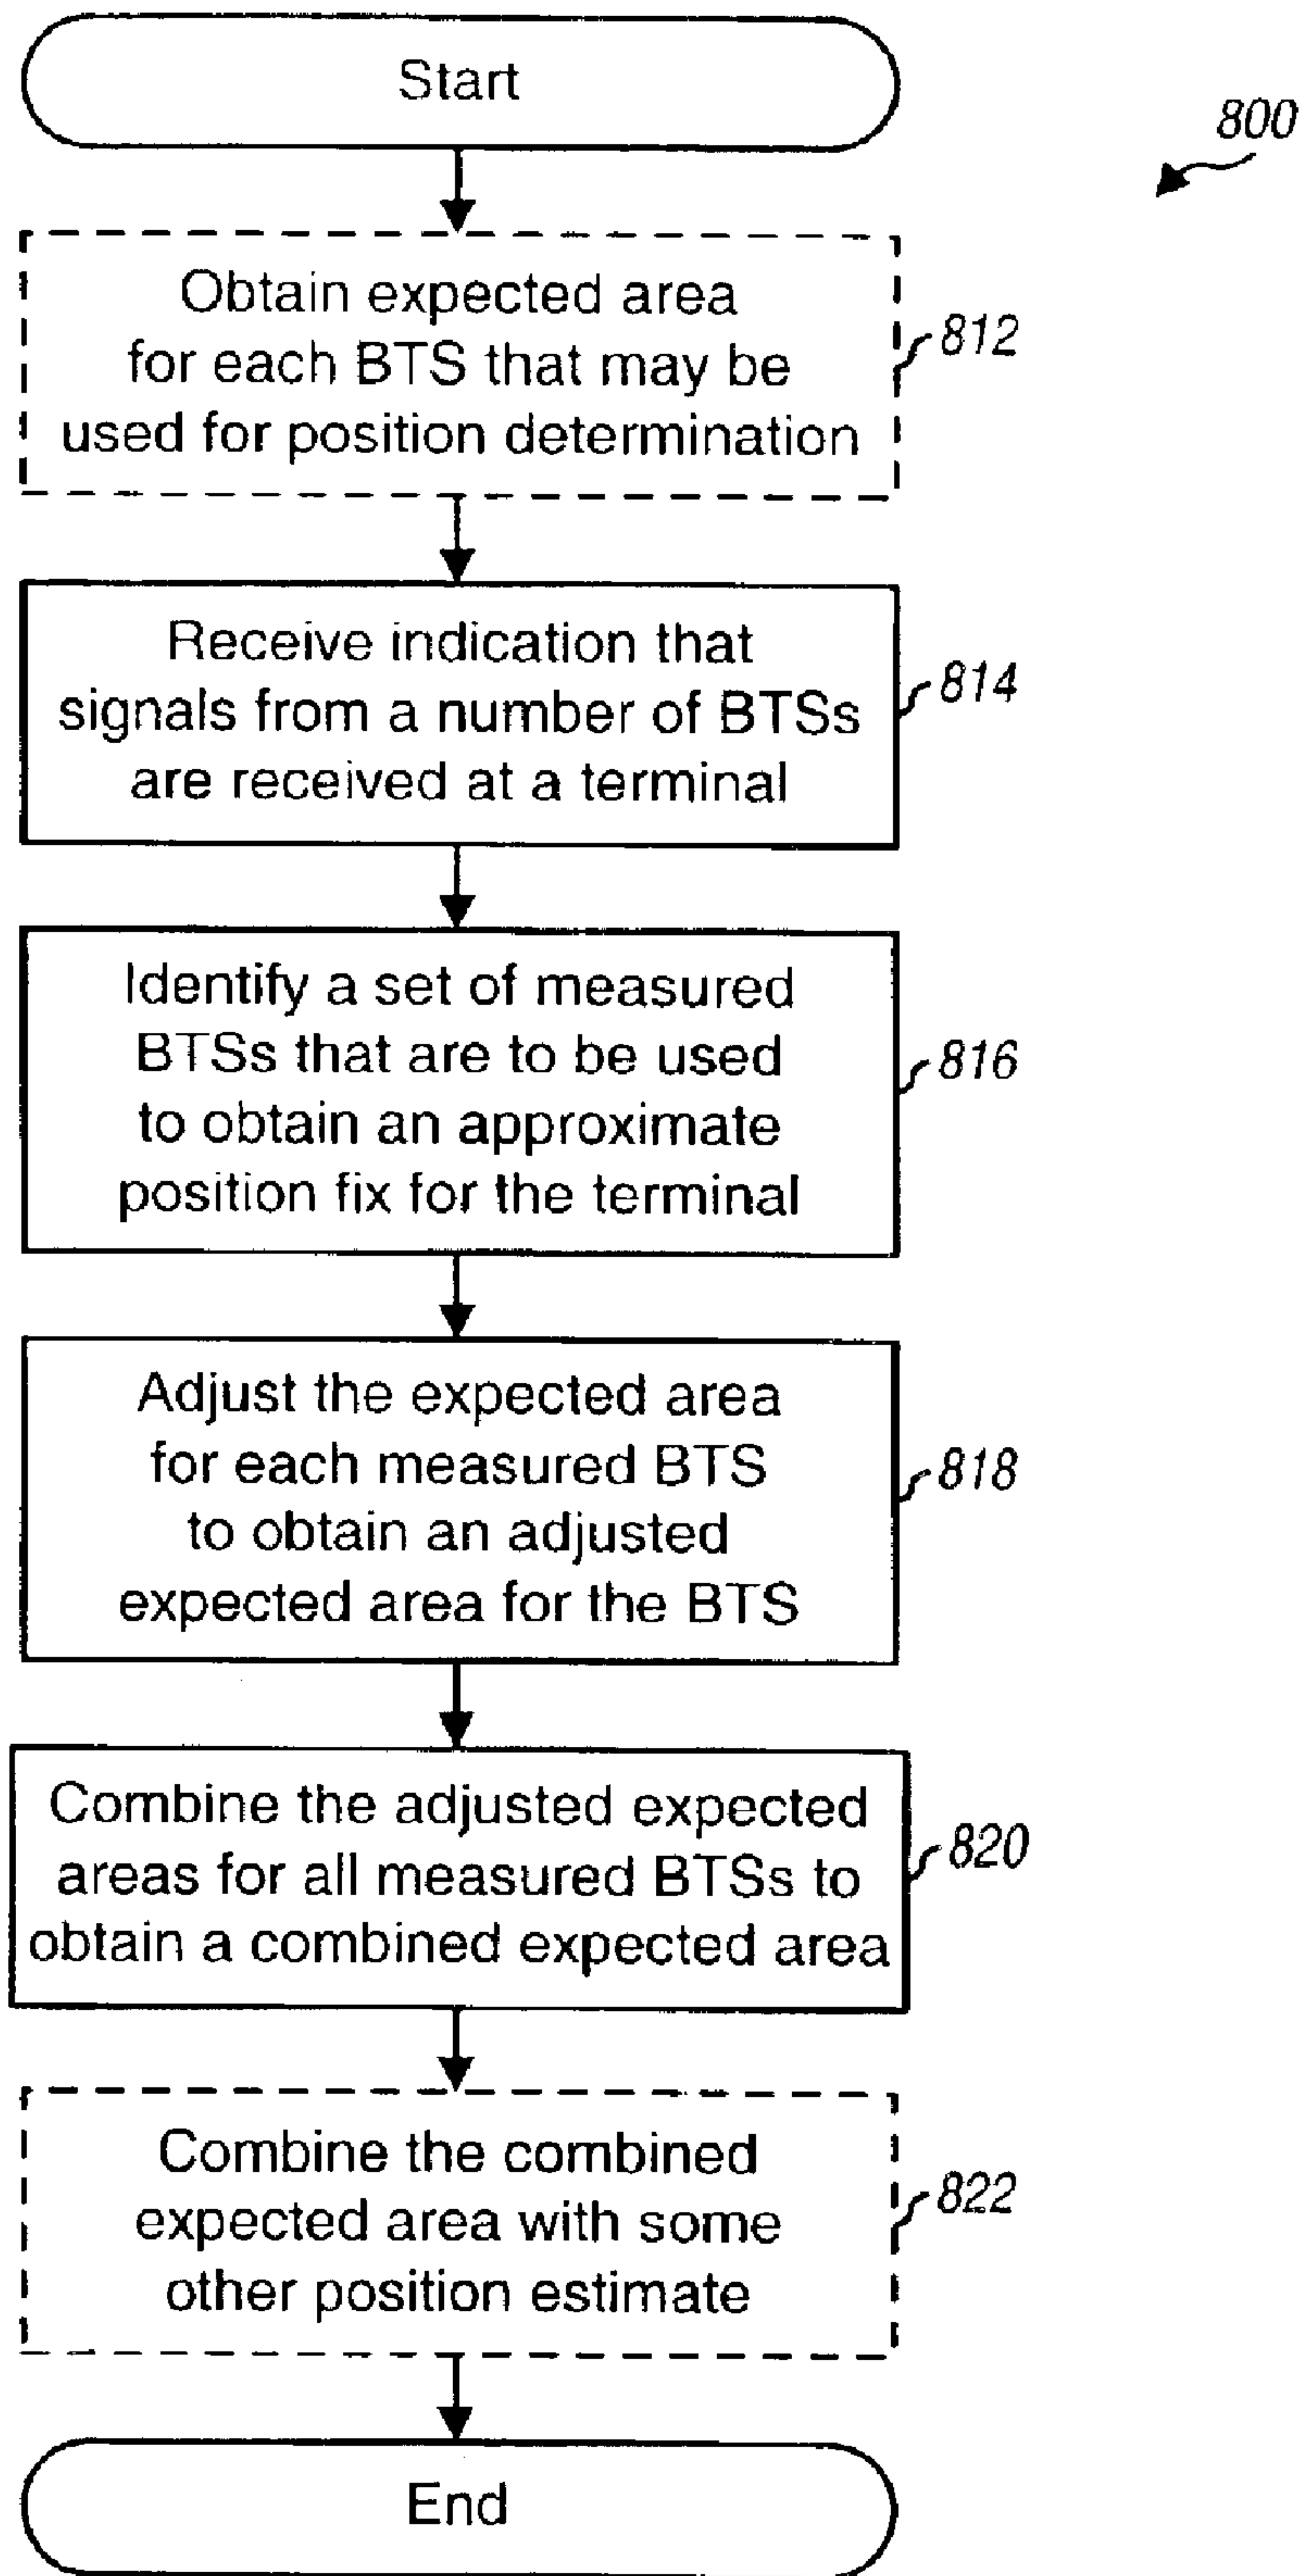 Start
800
Obtain expected area
for each BTS that may be
used for position determination
812
Receive indication that
signals from a number of BTSs
are received at a terminal
814
Identify a set of measured
BTSs that are to be used
to obtain an approximate
position fix for the terminal
816
Adjust the expected area
for each measured BTS
to obtain an adjusted
expected area for the BTS
818
Combine the adjusted expected
areas for all measured BTSs to
obtain a combined expected area
820
Combine the combined
expected area with some
other position estimate
822
End